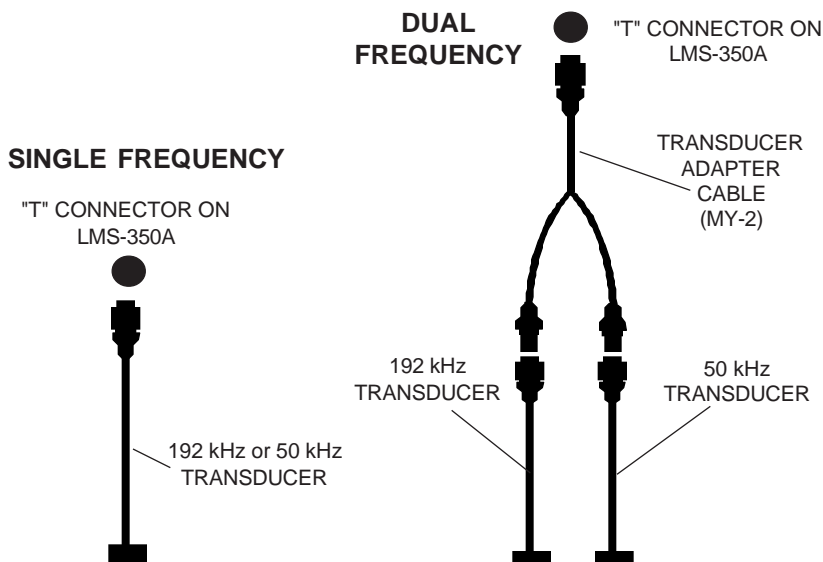 SINGLE FREQUENCY
"T" CONNECTOR ON
LMS-350A
192 kHz or 50 kHz
TRANSDUCER
DUAL
FREQUENCY
"T" CONNECTOR ON
LMS-350A
TRANSDUCER
ADAPTER
CABLE
(MY-2)
192 kHz
TRANSDUCER
50 kHz
TRANSDUCER